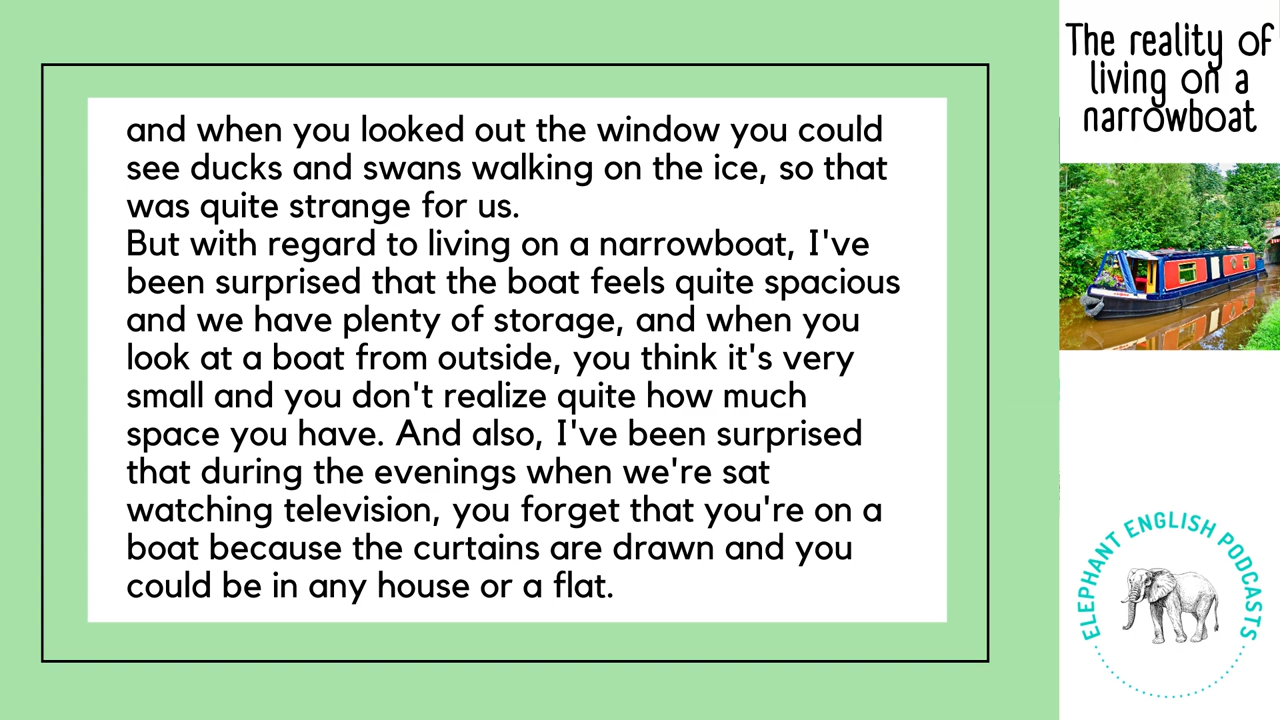 and when you looked out the window you could
see ducks and swans walking on the ice, so that
was quite strange for us.
But with regard to living on a narrowboat, I've
been surprised that the boat feels quite spacious
and we have plenty of storage, and when you
look at a boat from outside, you think it's very
small and you don't realize quite how much
space you have. And also, I've been surprised
that during the evenings when we're sat
watching television, you forget that you're on a
boat because the curtains are drawn and you
could be in any house or a flat.
The reality of
living on a
narrowboat
ELEPHANT ENGLISH PODCASTS